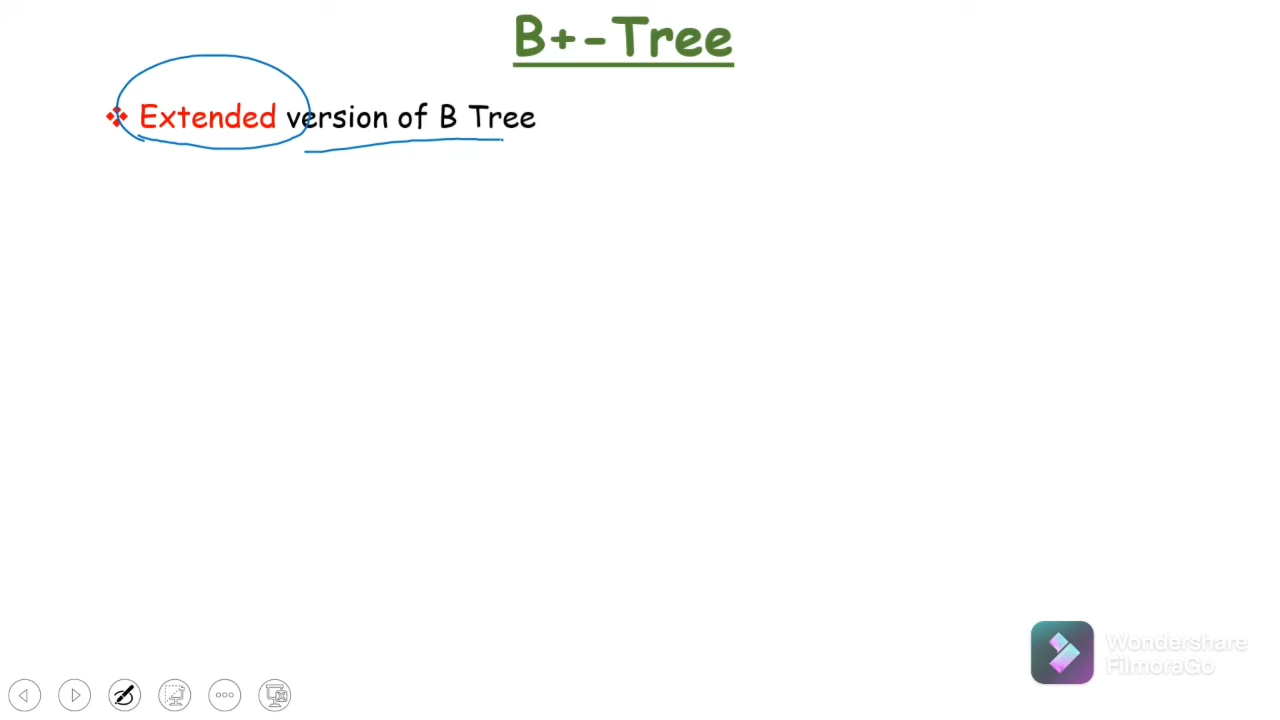 B+-Tree
❖ Extended version of B Tree
Wondershare
FilmoraGo